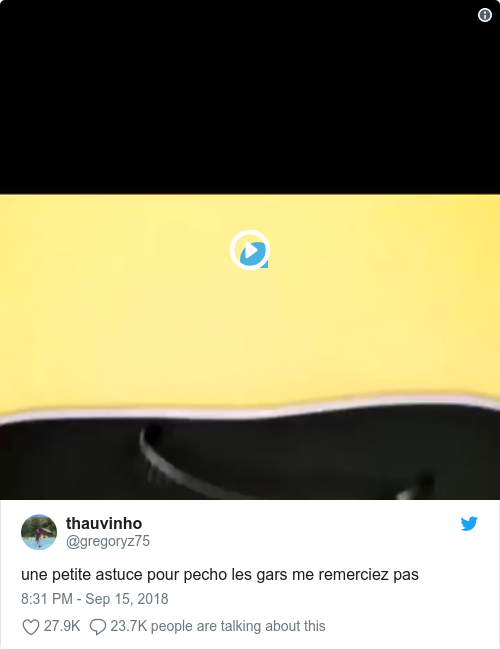 thauvinho
@gregoryz75
une petite astuce pour pecho les gars me remerciez pas
8:31 PM - Sep 15, 2018
27.9K 23.7K people are talking about this